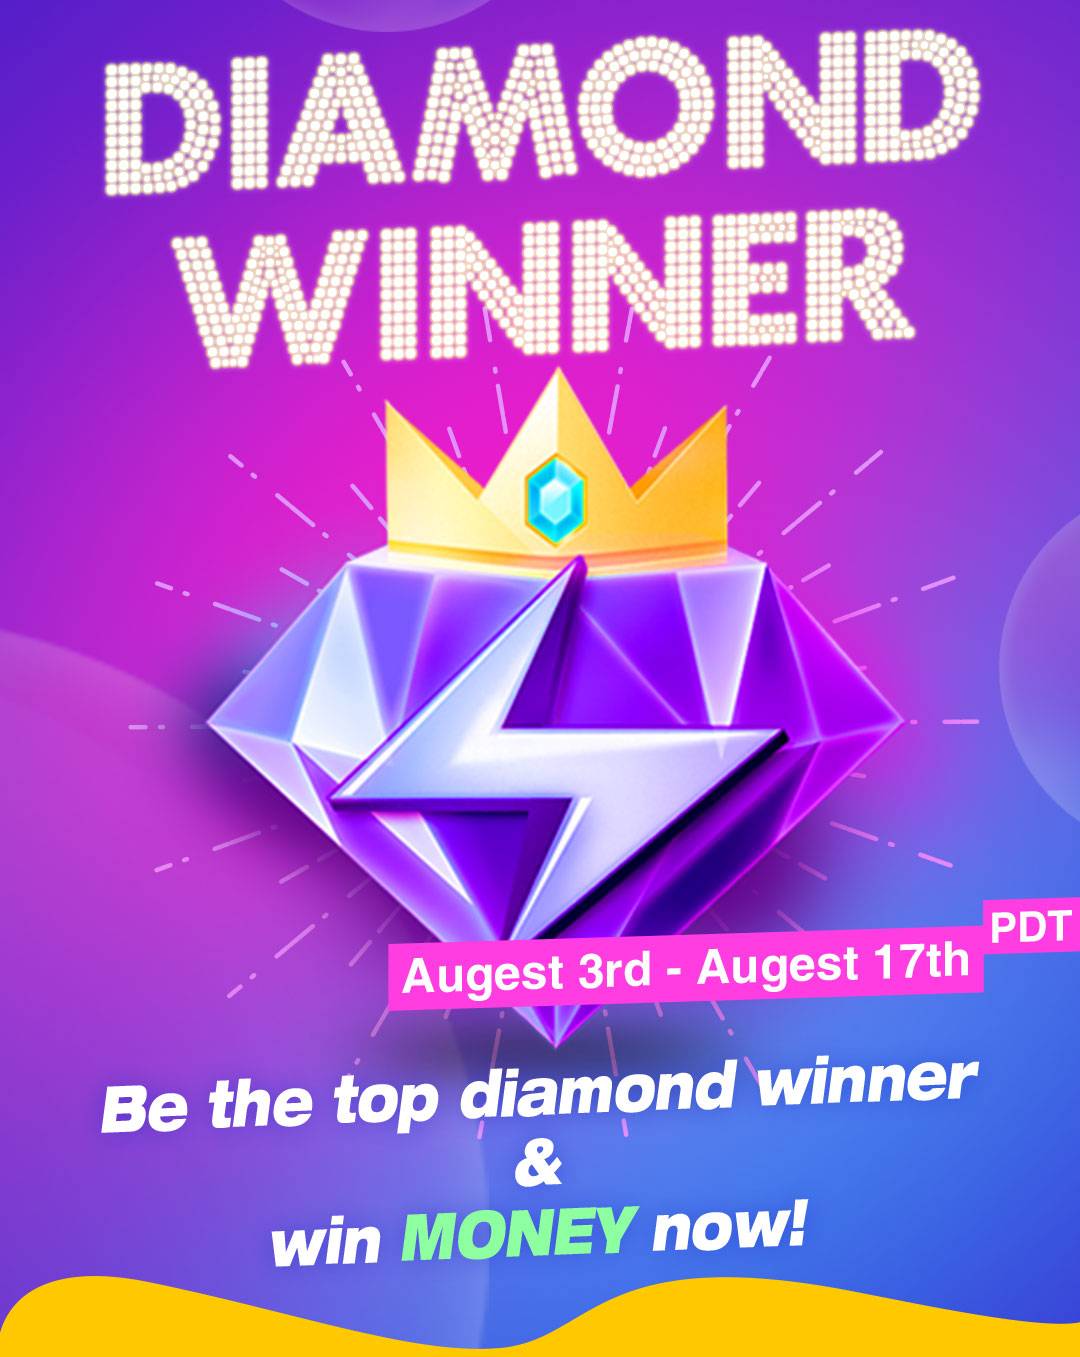 DIAMOND
WINNER
PDT
Augest 3rd - Augest 17th
Be the top diamond winner
&
win MONEY now!